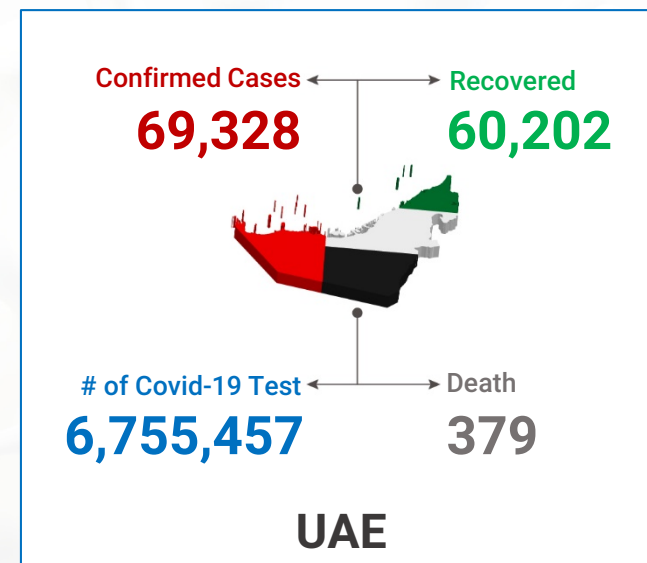 Confirmed Cases
69,328
Recovered
60,202
# of Covid-19 Test
6,755,457
Death
379
UAE